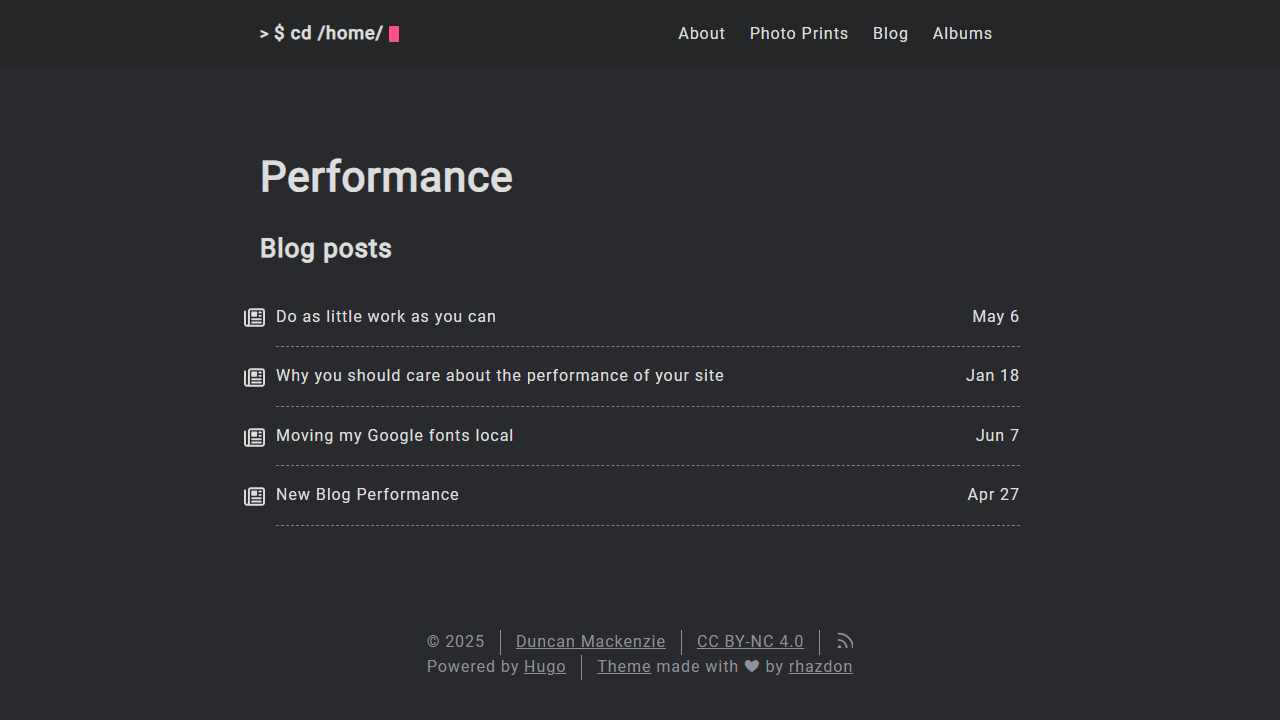 > $ cd /home/
About Photo Prints Blog Albums
Performance
Blog posts
Do as little work as you can May 6
Why you should care about the performance of your site Jan 18
Moving my Google fonts local Jun 7
New Blog Performance Apr 27
© 2025 Duncan Mackenzie CC BY-NC 4.0
Powered by Hugo Theme made with ♥ by rhazdon